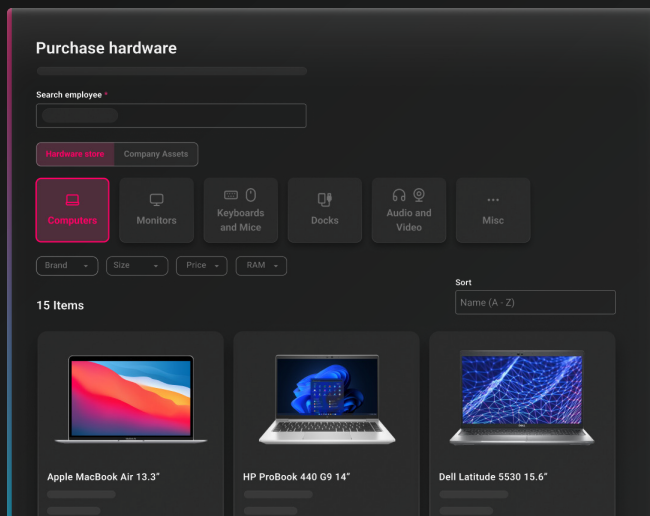 Purchase hardware
Search employee *
Hardware store
Company Assets
Computers
Monitors
Keyboards
and Mice
Docks
Audio and
Video
Misc
Brand
Size
Price
RAM
Sort
15 Items
Name (A - Z)
Apple MacBook Air 13.3”
HP ProBook 440 G9 14”
Dell Latitude 5530 15.6”